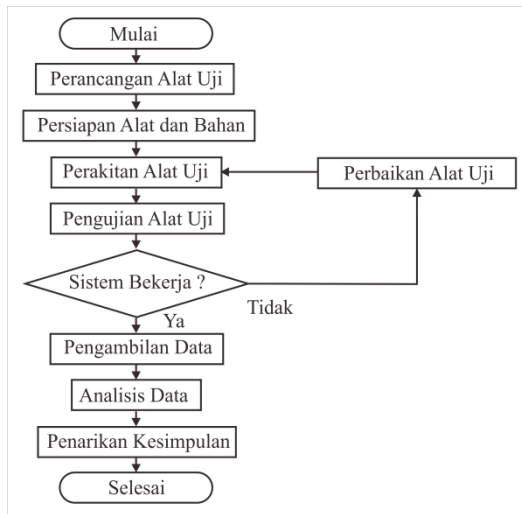 Mulai
Perancangan Alat Uji
Persiapan Alat dan Bahan
Perakitan Alat Uji
Perbaikan Alat Uji
Pengujian Alat Uji
Sistem Bekerja ?
Tidak
Ya
Pengambilan Data
Analisis Data
Penarikan Kesimpulan
Selesai